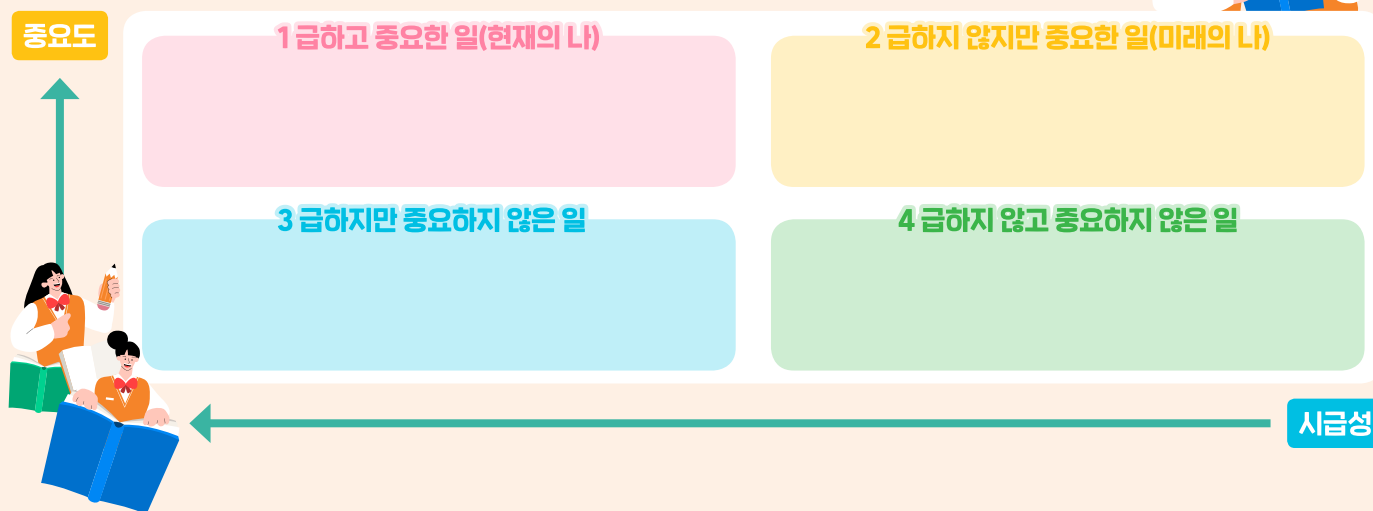 중요도
1 급하고 중요한 일(현재의 나)
2 급하지 않지만 중요한 일(미래의 나)
3 급하지만 중요하지 않은 일
4 급하지 않고 중요하지 않은 일
시급성